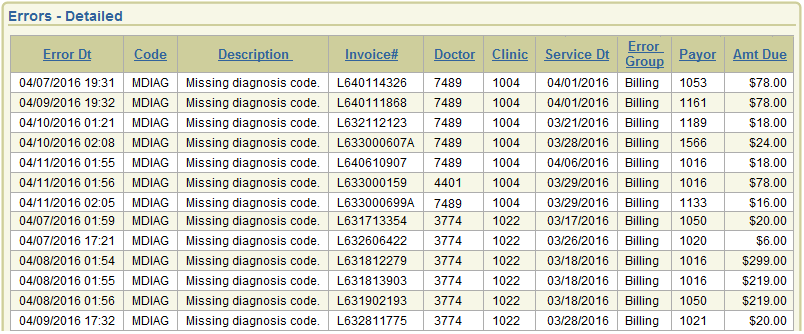 Errors - Detailed
Error Dt Code Description Invoice# Doctor Clinic Service Dt Error Group Payor Amt Due
04/07/2016 19:31 MDIAG Missing diagnosis code. L640114326 7489 1004 04/01/2016 Billing 1053 $78.00
04/09/2016 19:32 MDIAG Missing diagnosis code. L640111868 7489 1004 04/01/2016 Billing 1161 $78.00
04/10/2016 01:21 MDIAG Missing diagnosis code. L632112123 7489 1004 03/21/2016 Billing 1189 $18.00
04/10/2016 02:08 MDIAG Missing diagnosis code. L633000607A 7489 1004 03/28/2016 Billing 1566 $24.00
04/11/2016 01:55 MDIAG Missing diagnosis code. L640610907 7489 1004 04/06/2016 Billing 1016 $18.00
04/11/2016 01:56 MDIAG Missing diagnosis code. L633000159 4401 1004 03/29/2016 Billing 1016 $78.00
04/11/2016 02:05 MDIAG Missing diagnosis code. L633000699A 7489 1004 03/29/2016 Billing 1133 $16.00
04/07/2016 01:59 MDIAG Missing diagnosis code. L631713354 3774 1022 03/17/2016 Billing 1050 $20.00
04/07/2016 17:21 MDIAG Missing diagnosis code. L632606422 3774 1022 03/26/2016 Billing 1020 $6.00
04/08/2016 01:54 MDIAG Missing diagnosis code. L631812279 3774 1022 03/18/2016 Billing 1016 $299.00
04/08/2016 01:55 MDIAG Missing diagnosis code. L631813903 3774 1022 03/18/2016 Billing 1016 $219.00
04/08/2016 01:56 MDIAG Missing diagnosis code. L631902193 3774 1022 03/18/2016 Billing 1050 $219.00
04/09/2016 17:32 MDIAG Missing diagnosis code. L632811775 3774 1022 03/28/2016 Billing 1021 $20.00